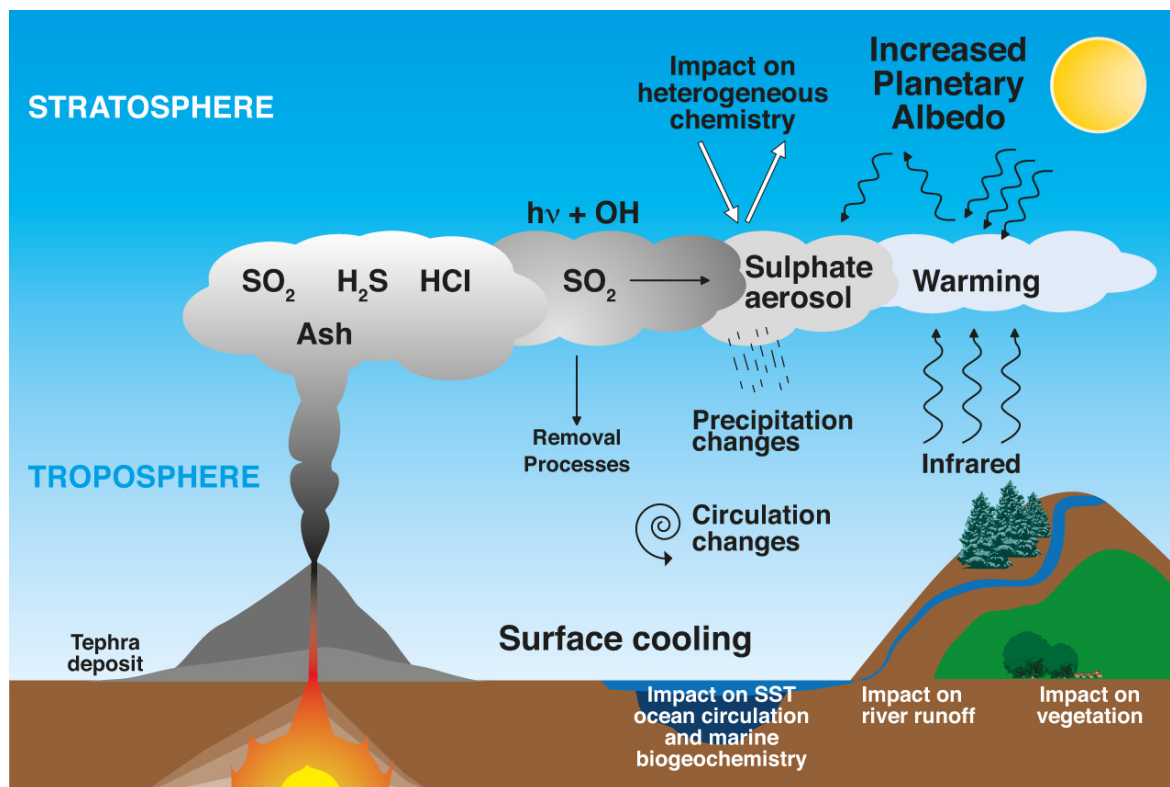 STRATOSPHERE
Impact on
heterogeneous
chemistry
Increased
Planetary
Albedo
hν + OH
SO₂ H₂S HCl
Ash
SO₂
Sulphate
aerosol
Warming
Removal
Processes
Precipitation
changes
Infrared
TROPOSPHERE
Circulation
changes
Tephra
deposit
Surface cooling
Impact on SST
ocean circulation
and marine
biogeochemistry
Impact on
river runoff
Impact on
vegetation